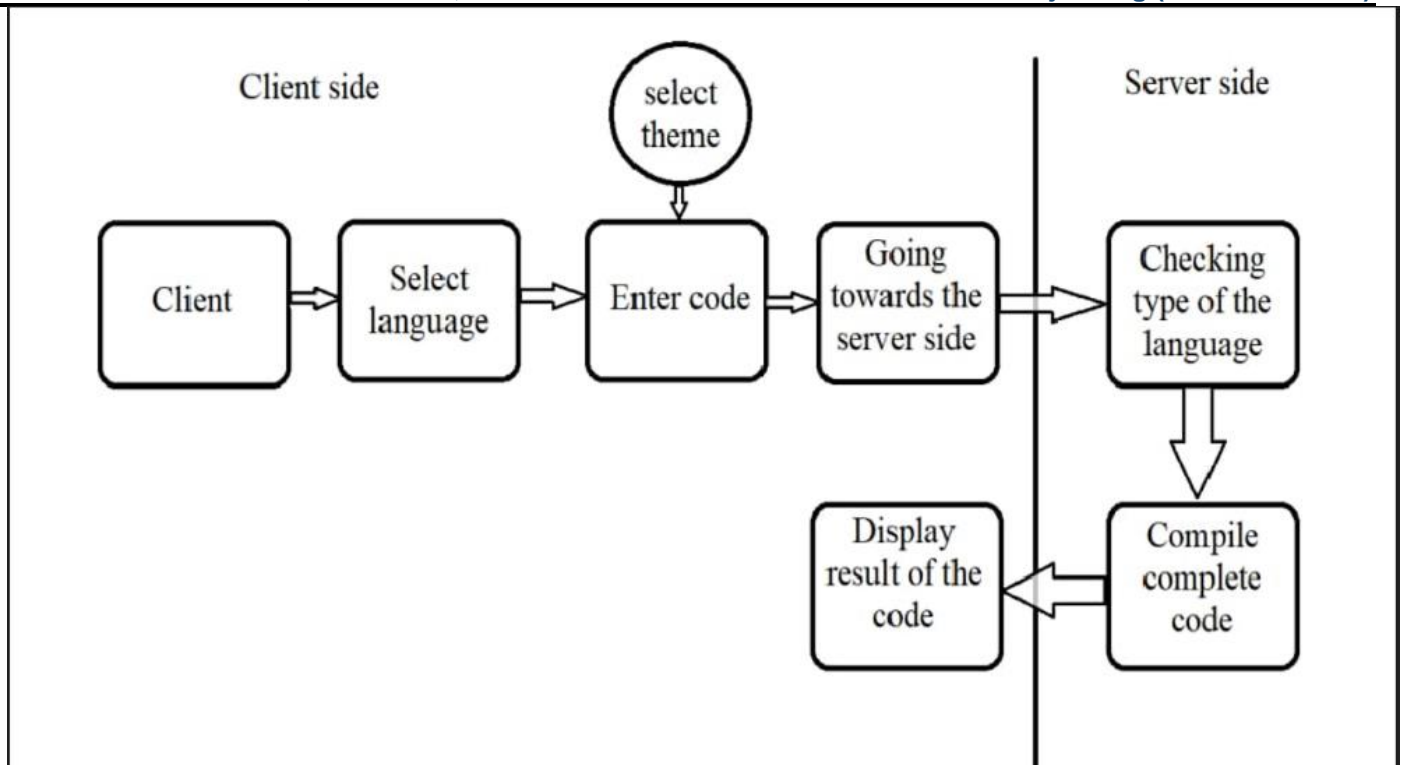 Client side
select
theme
Server side
Client
Select
language
Enter code
Going
towards the
server side
Checking
type of the
language
Display
result of the
code
Compile
complete
code